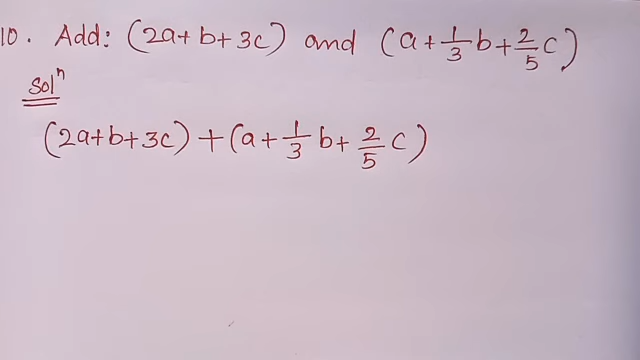 10. Add: (2a+b+3c) and (a+1/3 b+2/5 c)
Solⁿ
(2a+b+3c)+(a+1/3 b+2/5 c)